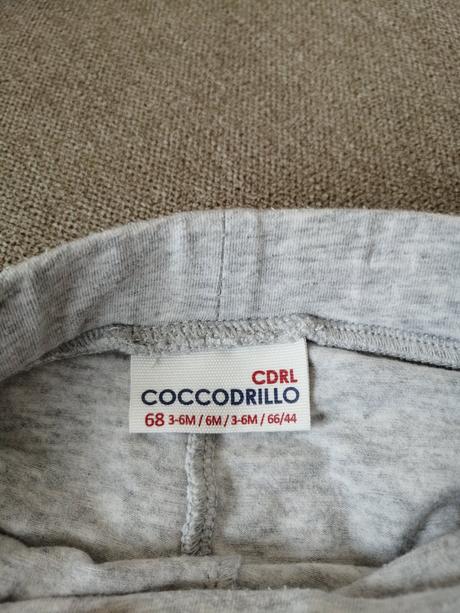 CDRL
COCCODRILLO
68 3-6M / 6M / 3-6M / 66/44